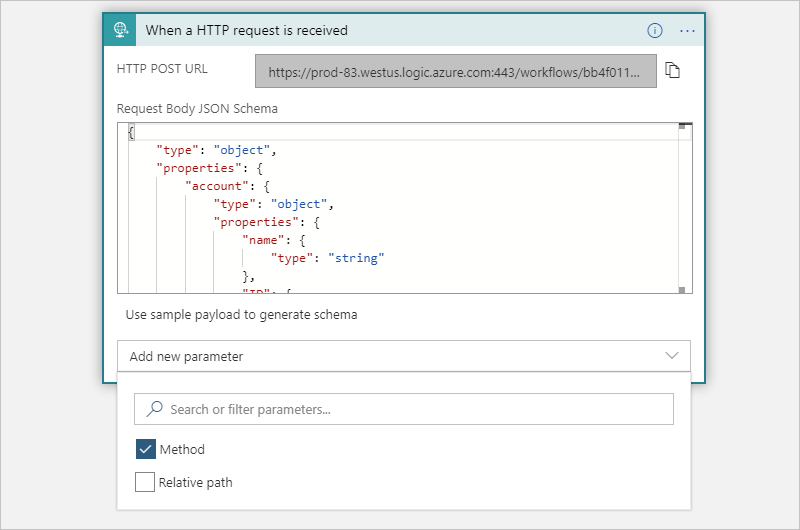 When a HTTP request is received
HTTP POST URL
https://prod-83.westus.logic.azure.com:443/workflows/bb4f011...
Request Body JSON Schema
{
"type": "object",
"properties": {
"account": {
"type": "object",
"properties": {
"name": {
"type": "string"
},
"ID": {
Use sample payload to generate schema
Add new parameter
Search or filter parameters...
Method
Relative path